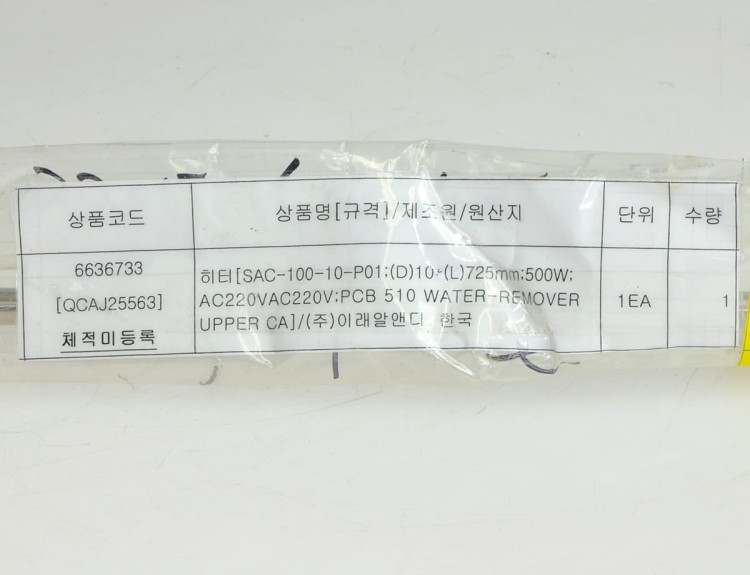 상품코드
상품명[규격]/제조원/원산지
단위
수량
6636733
[QCAJ25563]
체적미등록
히터[SAC-100-10-P01;(D)10*(L)725mm;500W;
AC220VAC220V;PCB 510 WATER-REMOVER
UPPER CA]/(주)이래알앤디, 한국
1EA
1